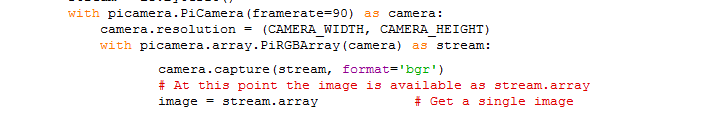 with picamera.PiCamera(framerate=90) as camera:
camera.resolution = (CAMERA_WIDTH, CAMERA_HEIGHT)
with picamera.array.PiRGBArray(camera) as stream:
camera.capture(stream, format='bgr')
# At this point the image is available as stream.array
image = stream.array # Get a single image